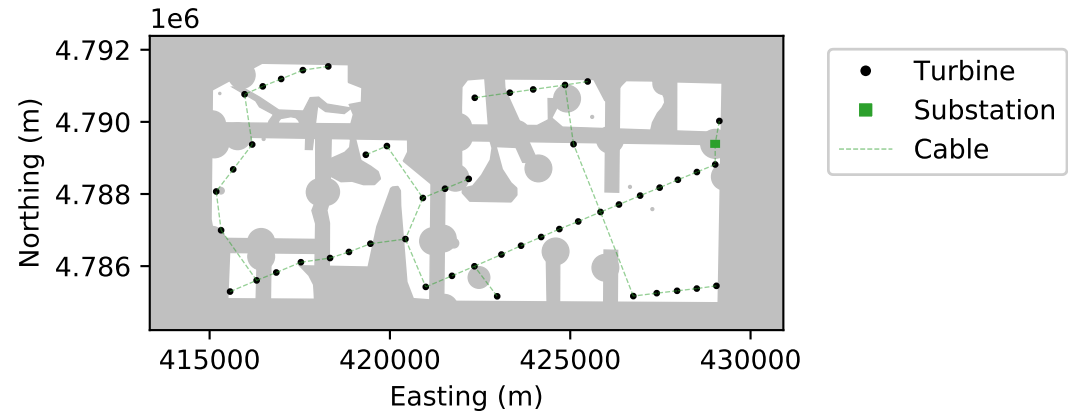 1e6
4.792
4.790
4.788
4.786
Northing (m)
415000 420000 425000 430000
Easting (m)
Turbine
Substation
Cable